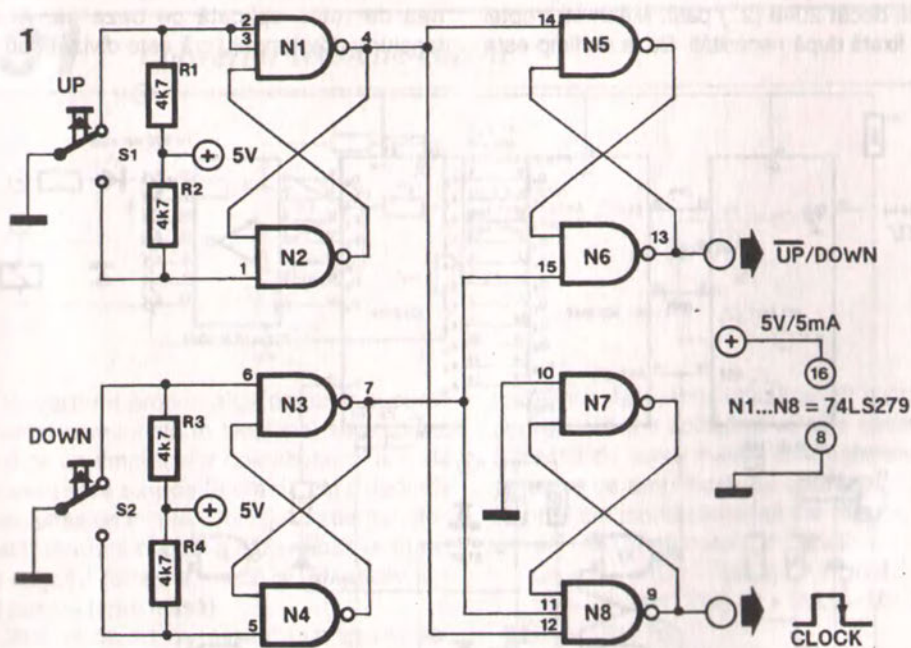 1
UP
S1
R1
4k7
5V
R2
4k7
2
3
N1
4
1
N2
14
N5
15
N6
13
UP/DOWN
5V/5mA
16
N1...N8 = 74LS279
8
DOWN
S2
R3
4k7
5V
R4
4k7
6
N3
7
5
N4
10
N7
11
12
N8
9
CLOCK